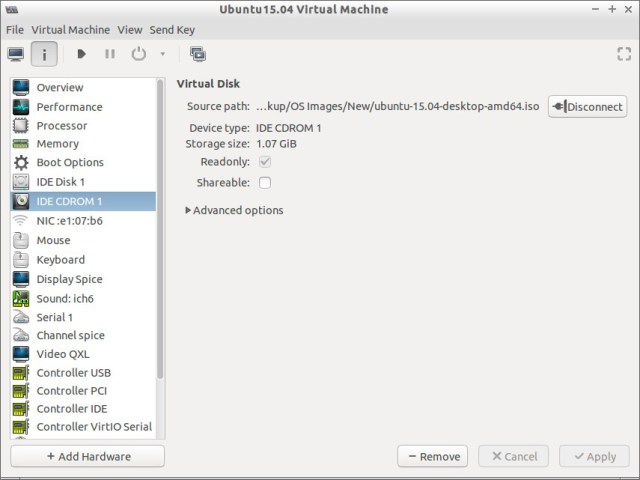 Ubuntu15.04 Virtual Machine
File Virtual Machine View Send Key
Overview
Performance
Processor
Memory
Boot Options
IDE Disk 1
IDE CDROM 1
NIC :e1:07:b6
Mouse
Keyboard
Display Spice
Sound: ich6
Serial 1
Channel spice
Video QXL
Controller USB
Controller PCI
Controller IDE
Controller VirtIO Serial
Add Hardware
Virtual Disk
Source path: ...kup/OS Images/New/ubuntu-15.04-desktop-amd64.iso Disconnect
Device type: IDE CDROM 1
Storage size: 1.07 GiB
Readonly:
Shareable:
Advanced options
Remove Cancel Apply